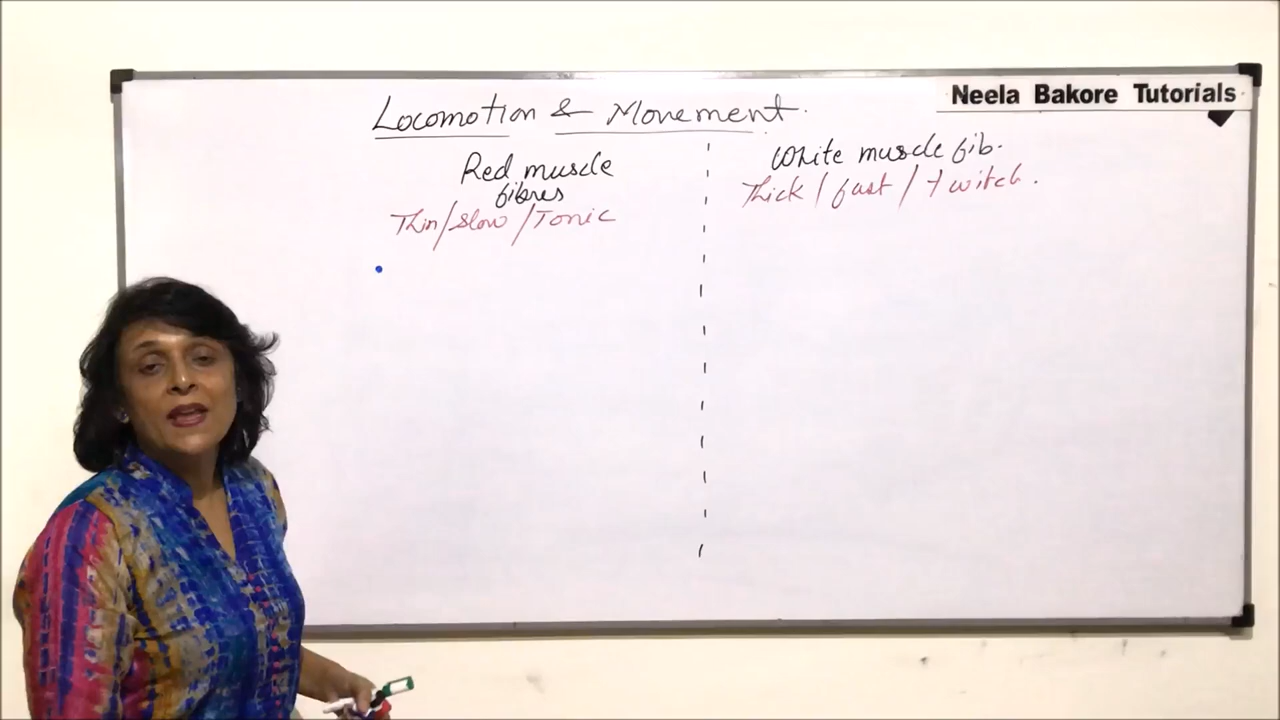 Neela Bakore Tutorials
Locomotion & Movement.
Red muscle
fibres
Thin/Slow/Tonic
White muscle fib.
Thick/fast/twitch.